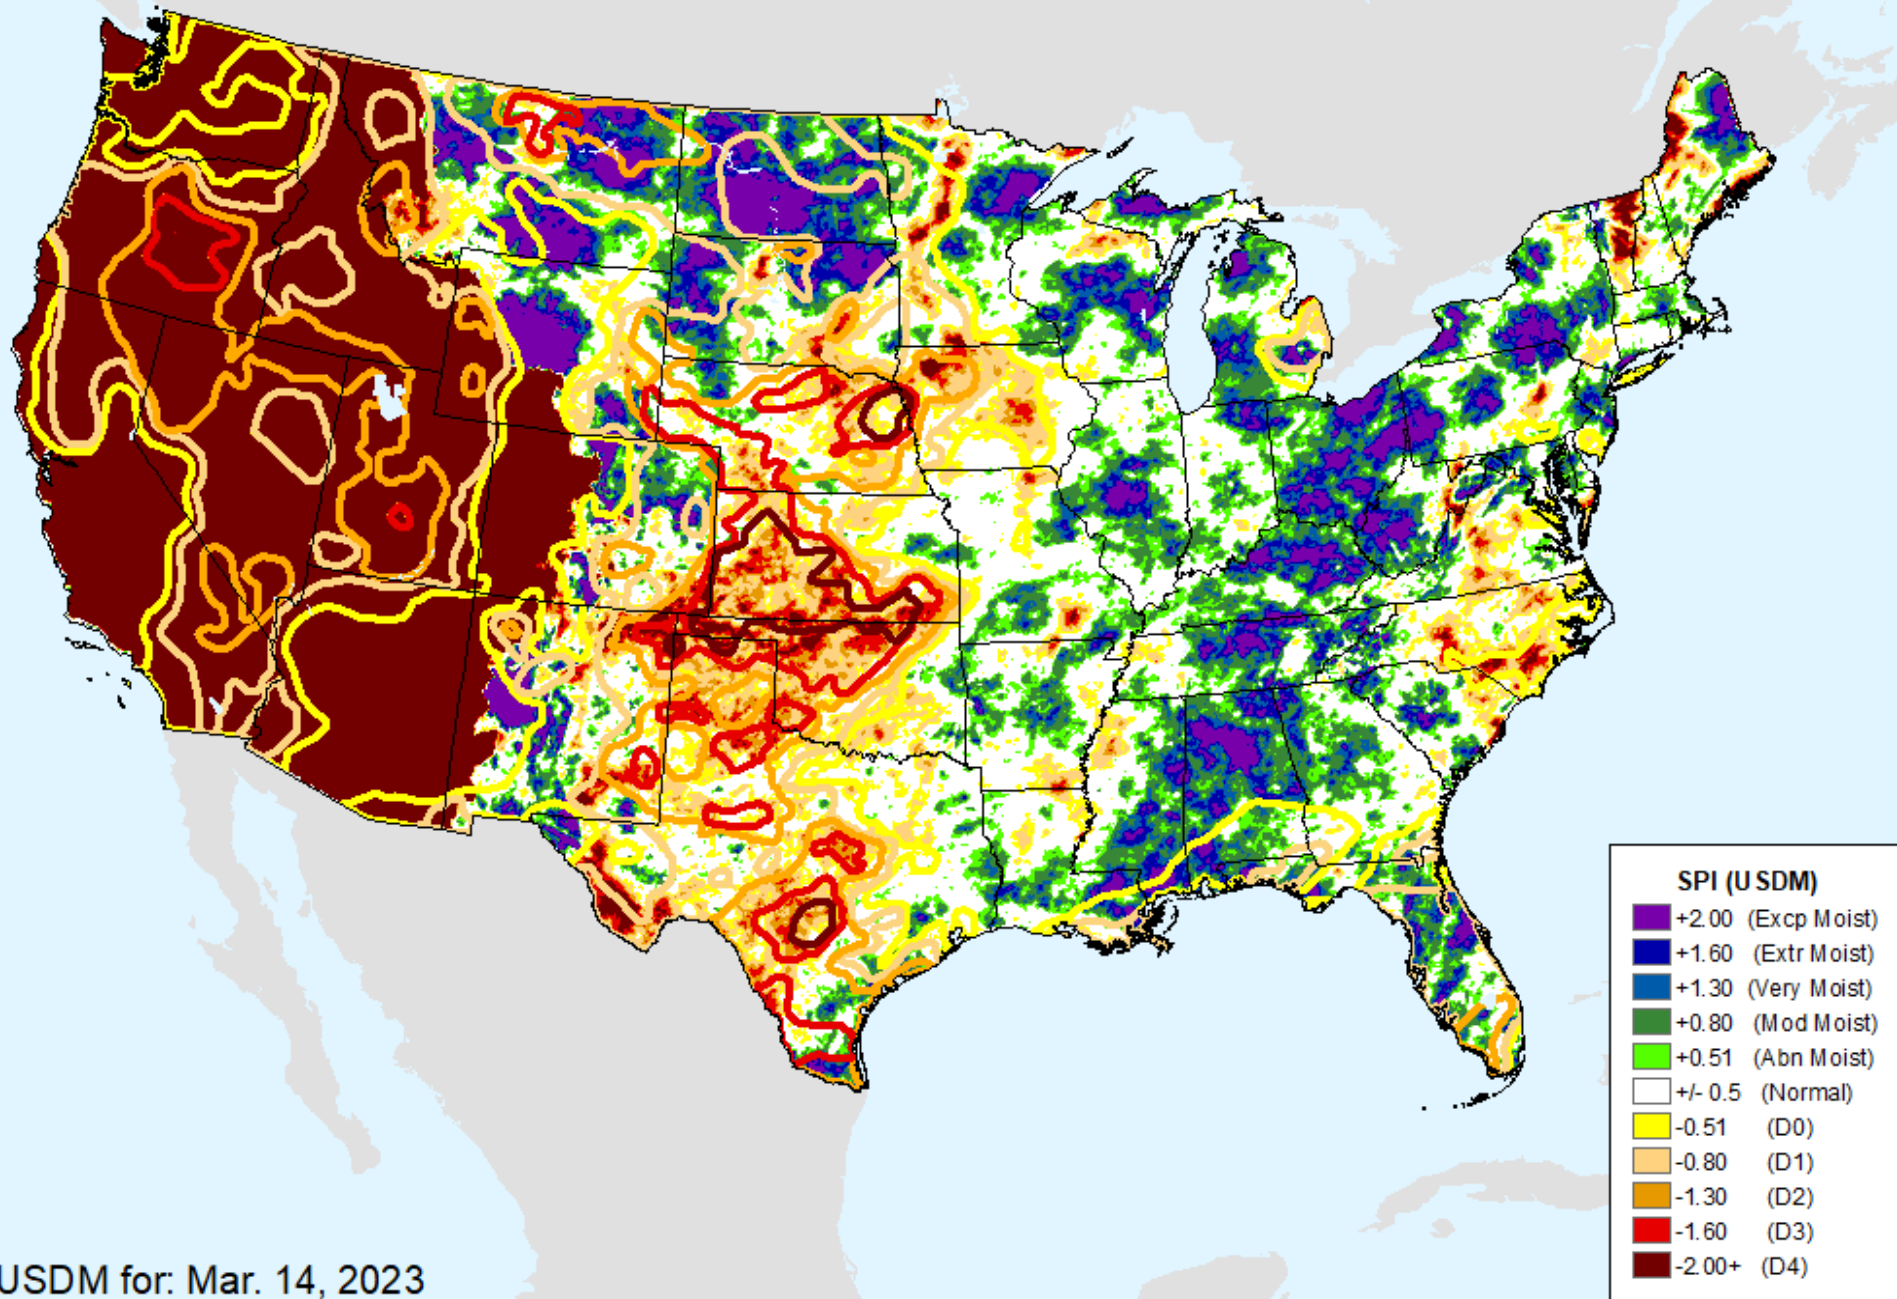 SPI (USDM)
+2.00 (Excp Moist)
+1.60 (Extr Moist)
+1.30 (Very Moist)
+0.80 (Mod Moist)
+0.51 (Abn Moist)
+/- 0.5 (Normal)
-0.51 (D0)
-0.80 (D1)
-1.30 (D2)
-1.60 (D3)
-2.00+ (D4)
USDM for: Mar. 14, 2023